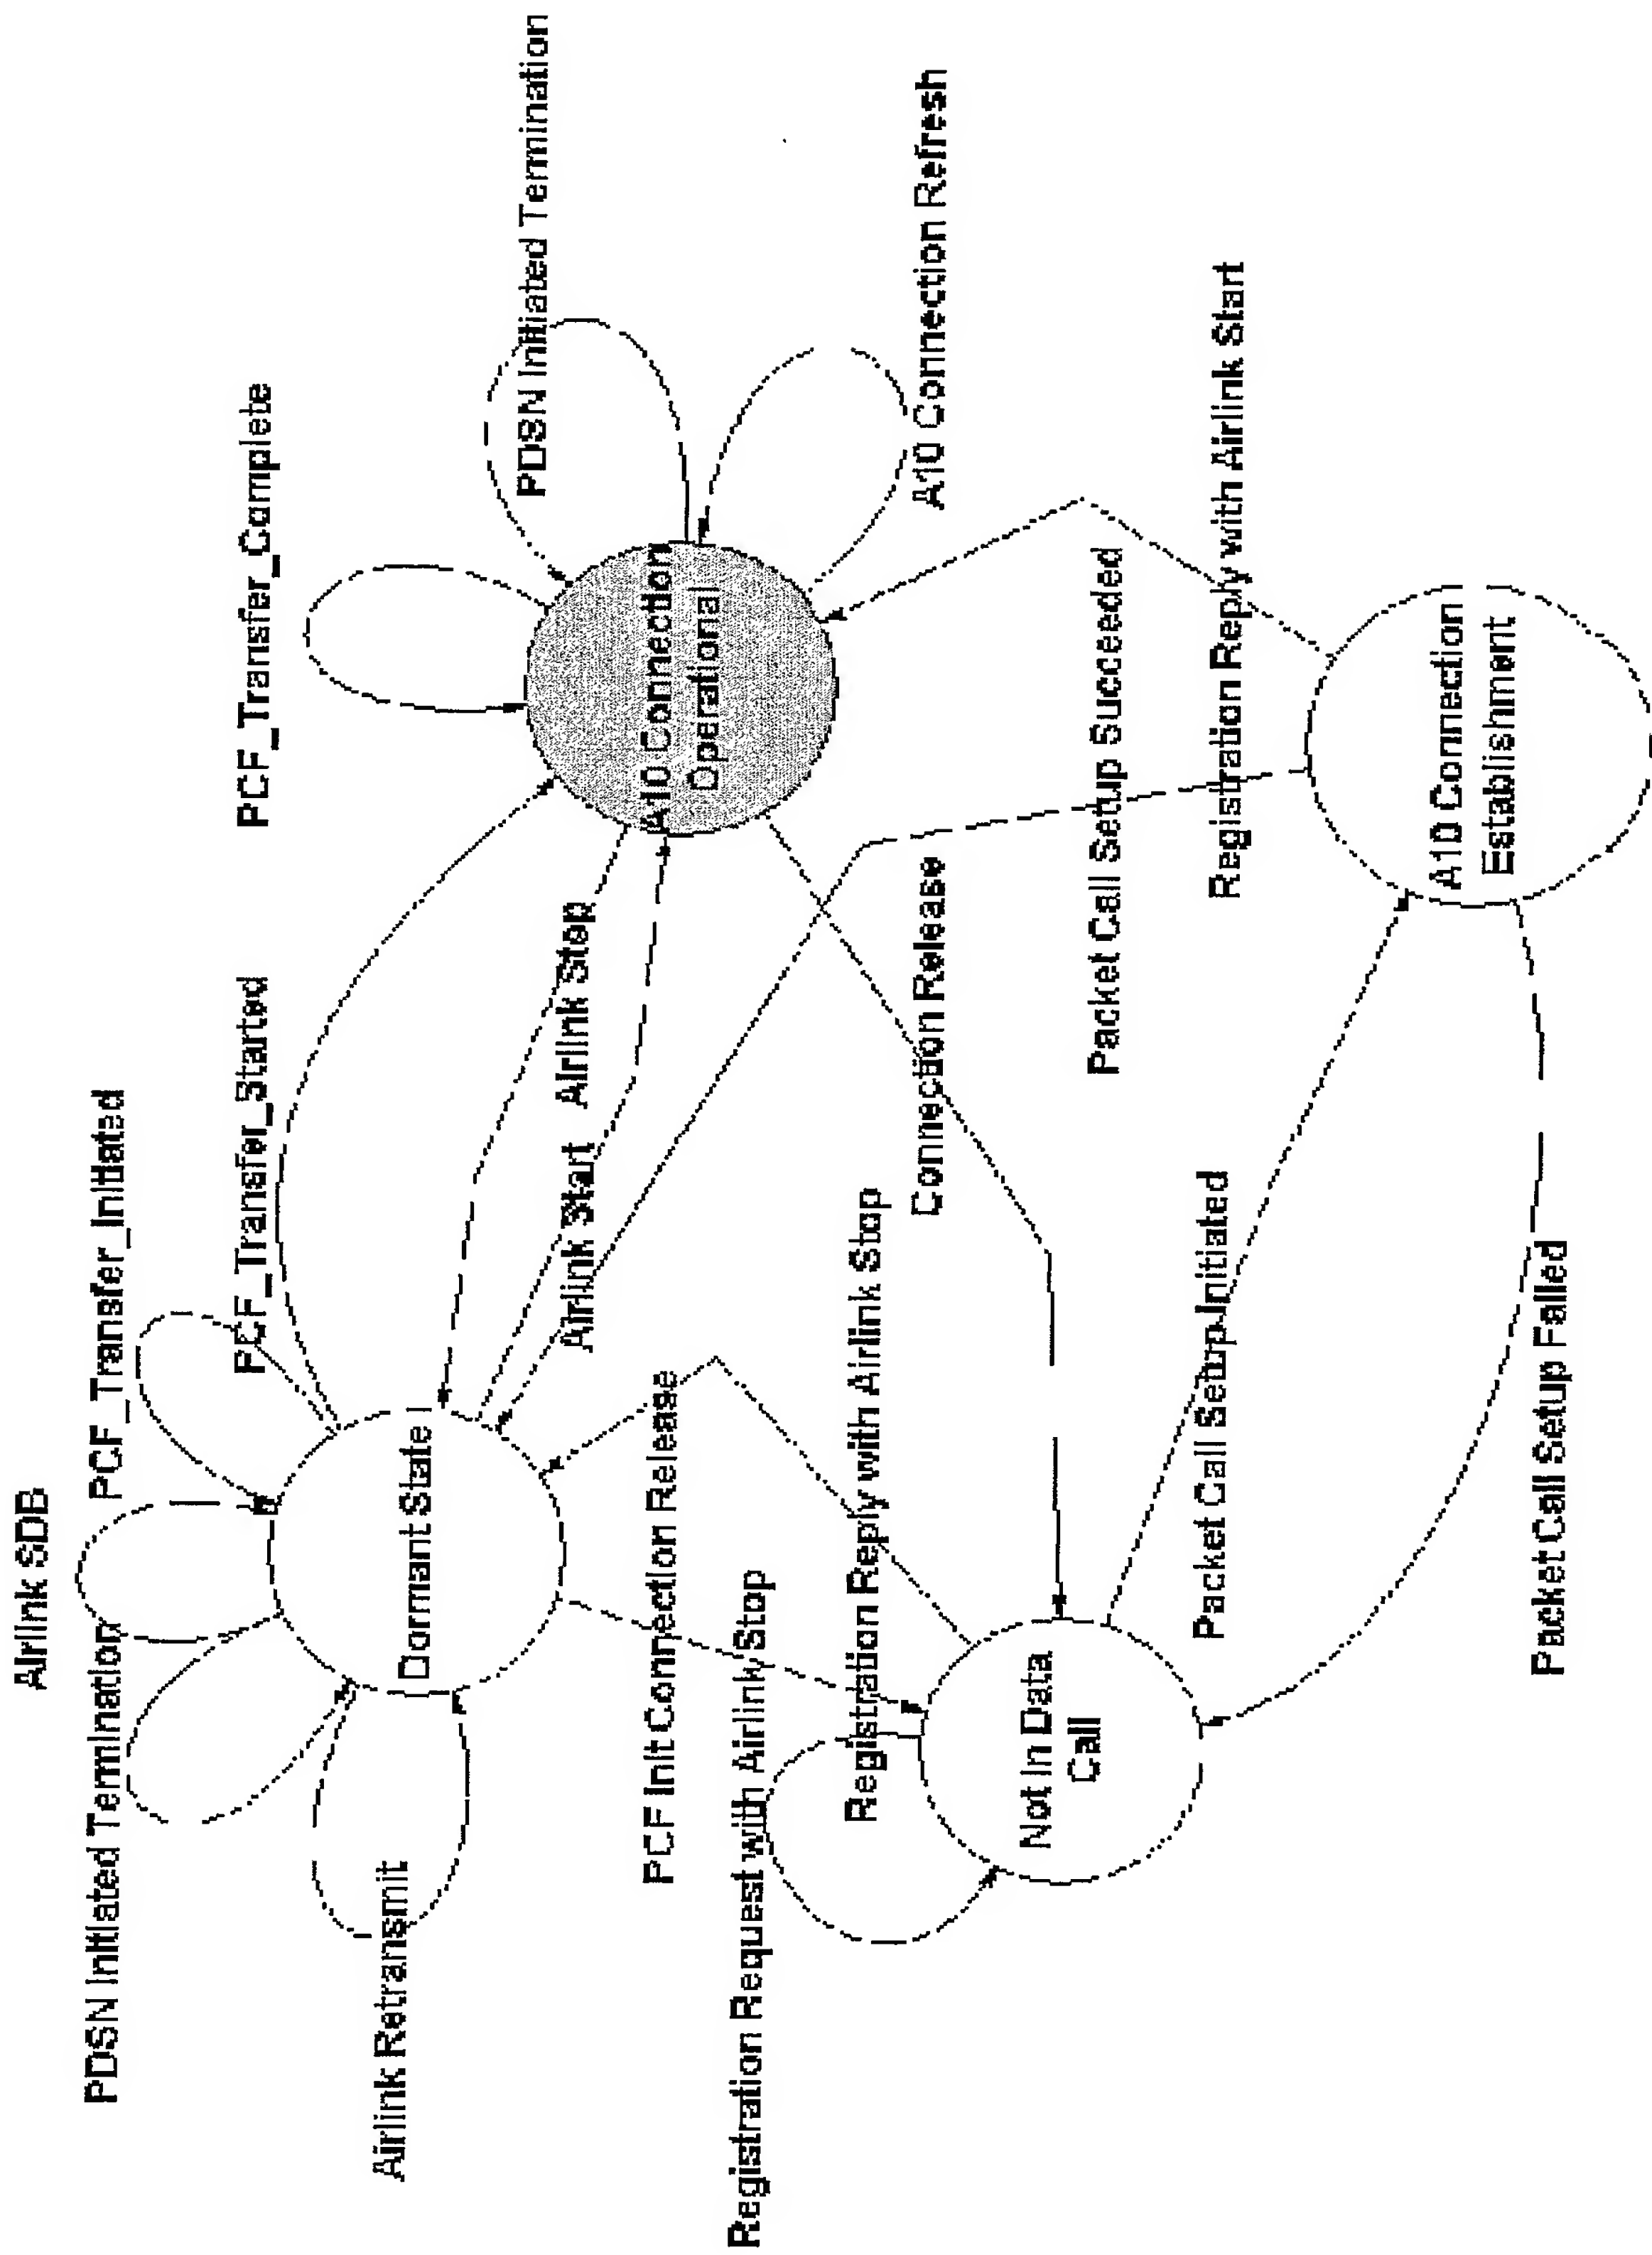 Airlink SDB
PDSN Initiated Termination
PCF_Transfer_Initiated
PCF_Transfer_Started
PCF_Transfer_Complete
Airlink Retransmit
Dormant State
Airlink Start
Airlink Stop
A10 Connection
Operational
PDSN Initiated Termination
A10 Connection Refresh
PCF Init Connection Release
Registration Request with Airlink Stop
Registration Reply with Airlink Stop
Connection Release
Not In Data
Call
Packet Call Setup Succeeded
Registration Reply with Airlink Start
Packet Call Setup Initiated
A10 Connection
Establishment
Packet Call Setup Failed